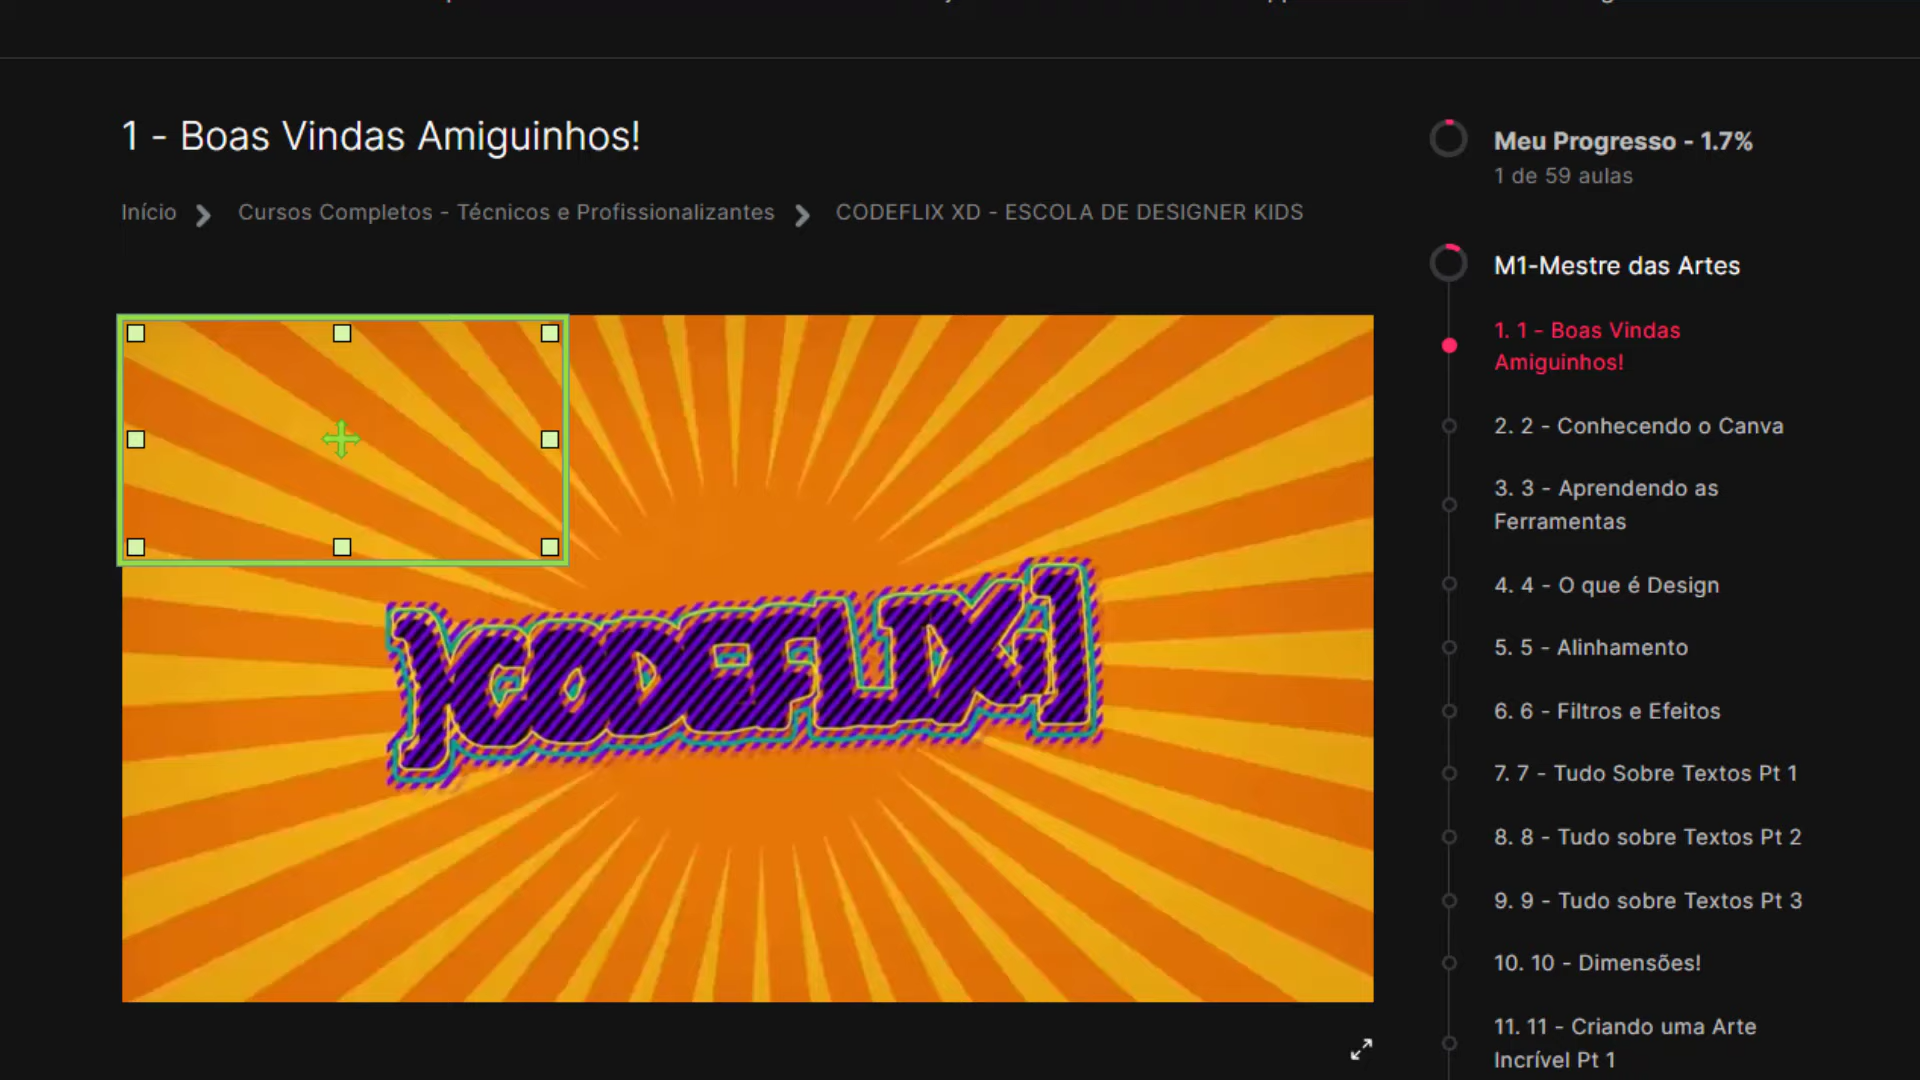 1 - Boas Vindas Amiguinhos!
Início
Cursos Completos - Técnicos e Profissionalizantes
CODEFLIX XD - ESCOLA DE DESIGNER KIDS
CODEFLIX
Meu Progresso - 1.7%
1 de 59 aulas
M1-Mestre das Artes
1. 1 - Boas Vindas
Amiguinhos!
2. 2 - Conhecendo o Canva
3. 3 - Aprendendo as
Ferramentas
4. 4 - O que é Design
5. 5 - Alinhamento
6. 6 - Filtros e Efeitos
7. 7 - Tudo Sobre Textos Pt 1
8. 8 - Tudo sobre Textos Pt 2
9. 9 - Tudo sobre Textos Pt 3
10. 10 - Dimensões!
11. 11 - Criando uma Arte
Incrível Pt 1